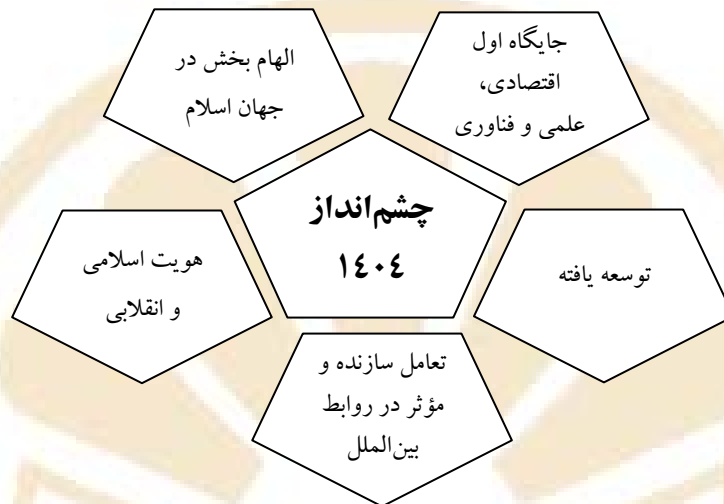 جایگاه اول
اقتصادی،
علمی و فناوری
الهام بخش در
جهان اسلام
چشم‌انداز
١٤٠٤
توسعه یافته
هویت اسلامی
و انقلابی
تعامل سازنده و
مؤثر در روابط
بین‌الملل